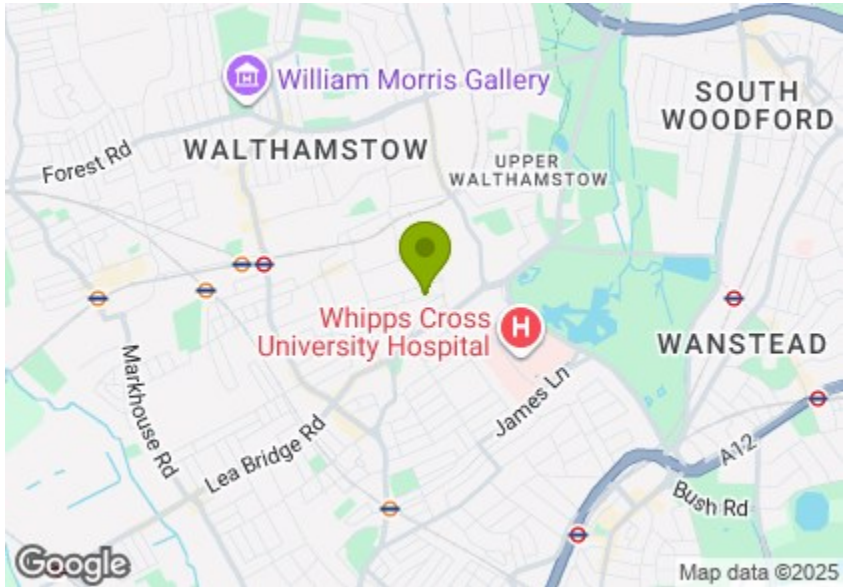 William Morris Gallery
SOUTH
WOODFORD
Forest Rd
WALTHAMSTOW
UPPER
WALTHAMSTOW
Whipps Cross
University Hospital
H
WANSTEAD
Markhouse Rd
James Ln
Lea Bridge Rd
A12
Bush Rd
Google
Map data ©2025